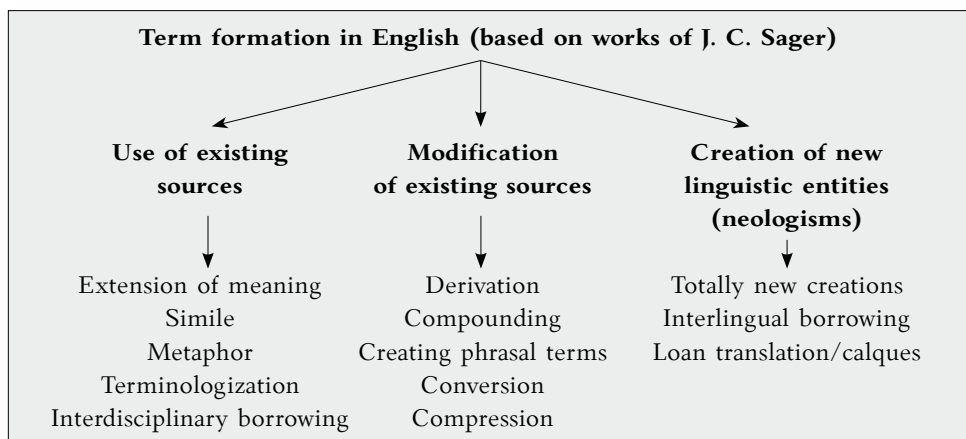 Term formation in English (based on works of J. C. Sager)
Use of existing
sources
Extension of meaning
Simile
Metaphor
Terminologization
Interdisciplinary borrowing
Modification
of existing sources
Derivation
Compounding
Creating phrasal terms
Conversion
Compression
Creation of new
linguistic entities
(neologisms)
Totally new creations
Interlingual borrowing
Loan translation/calques